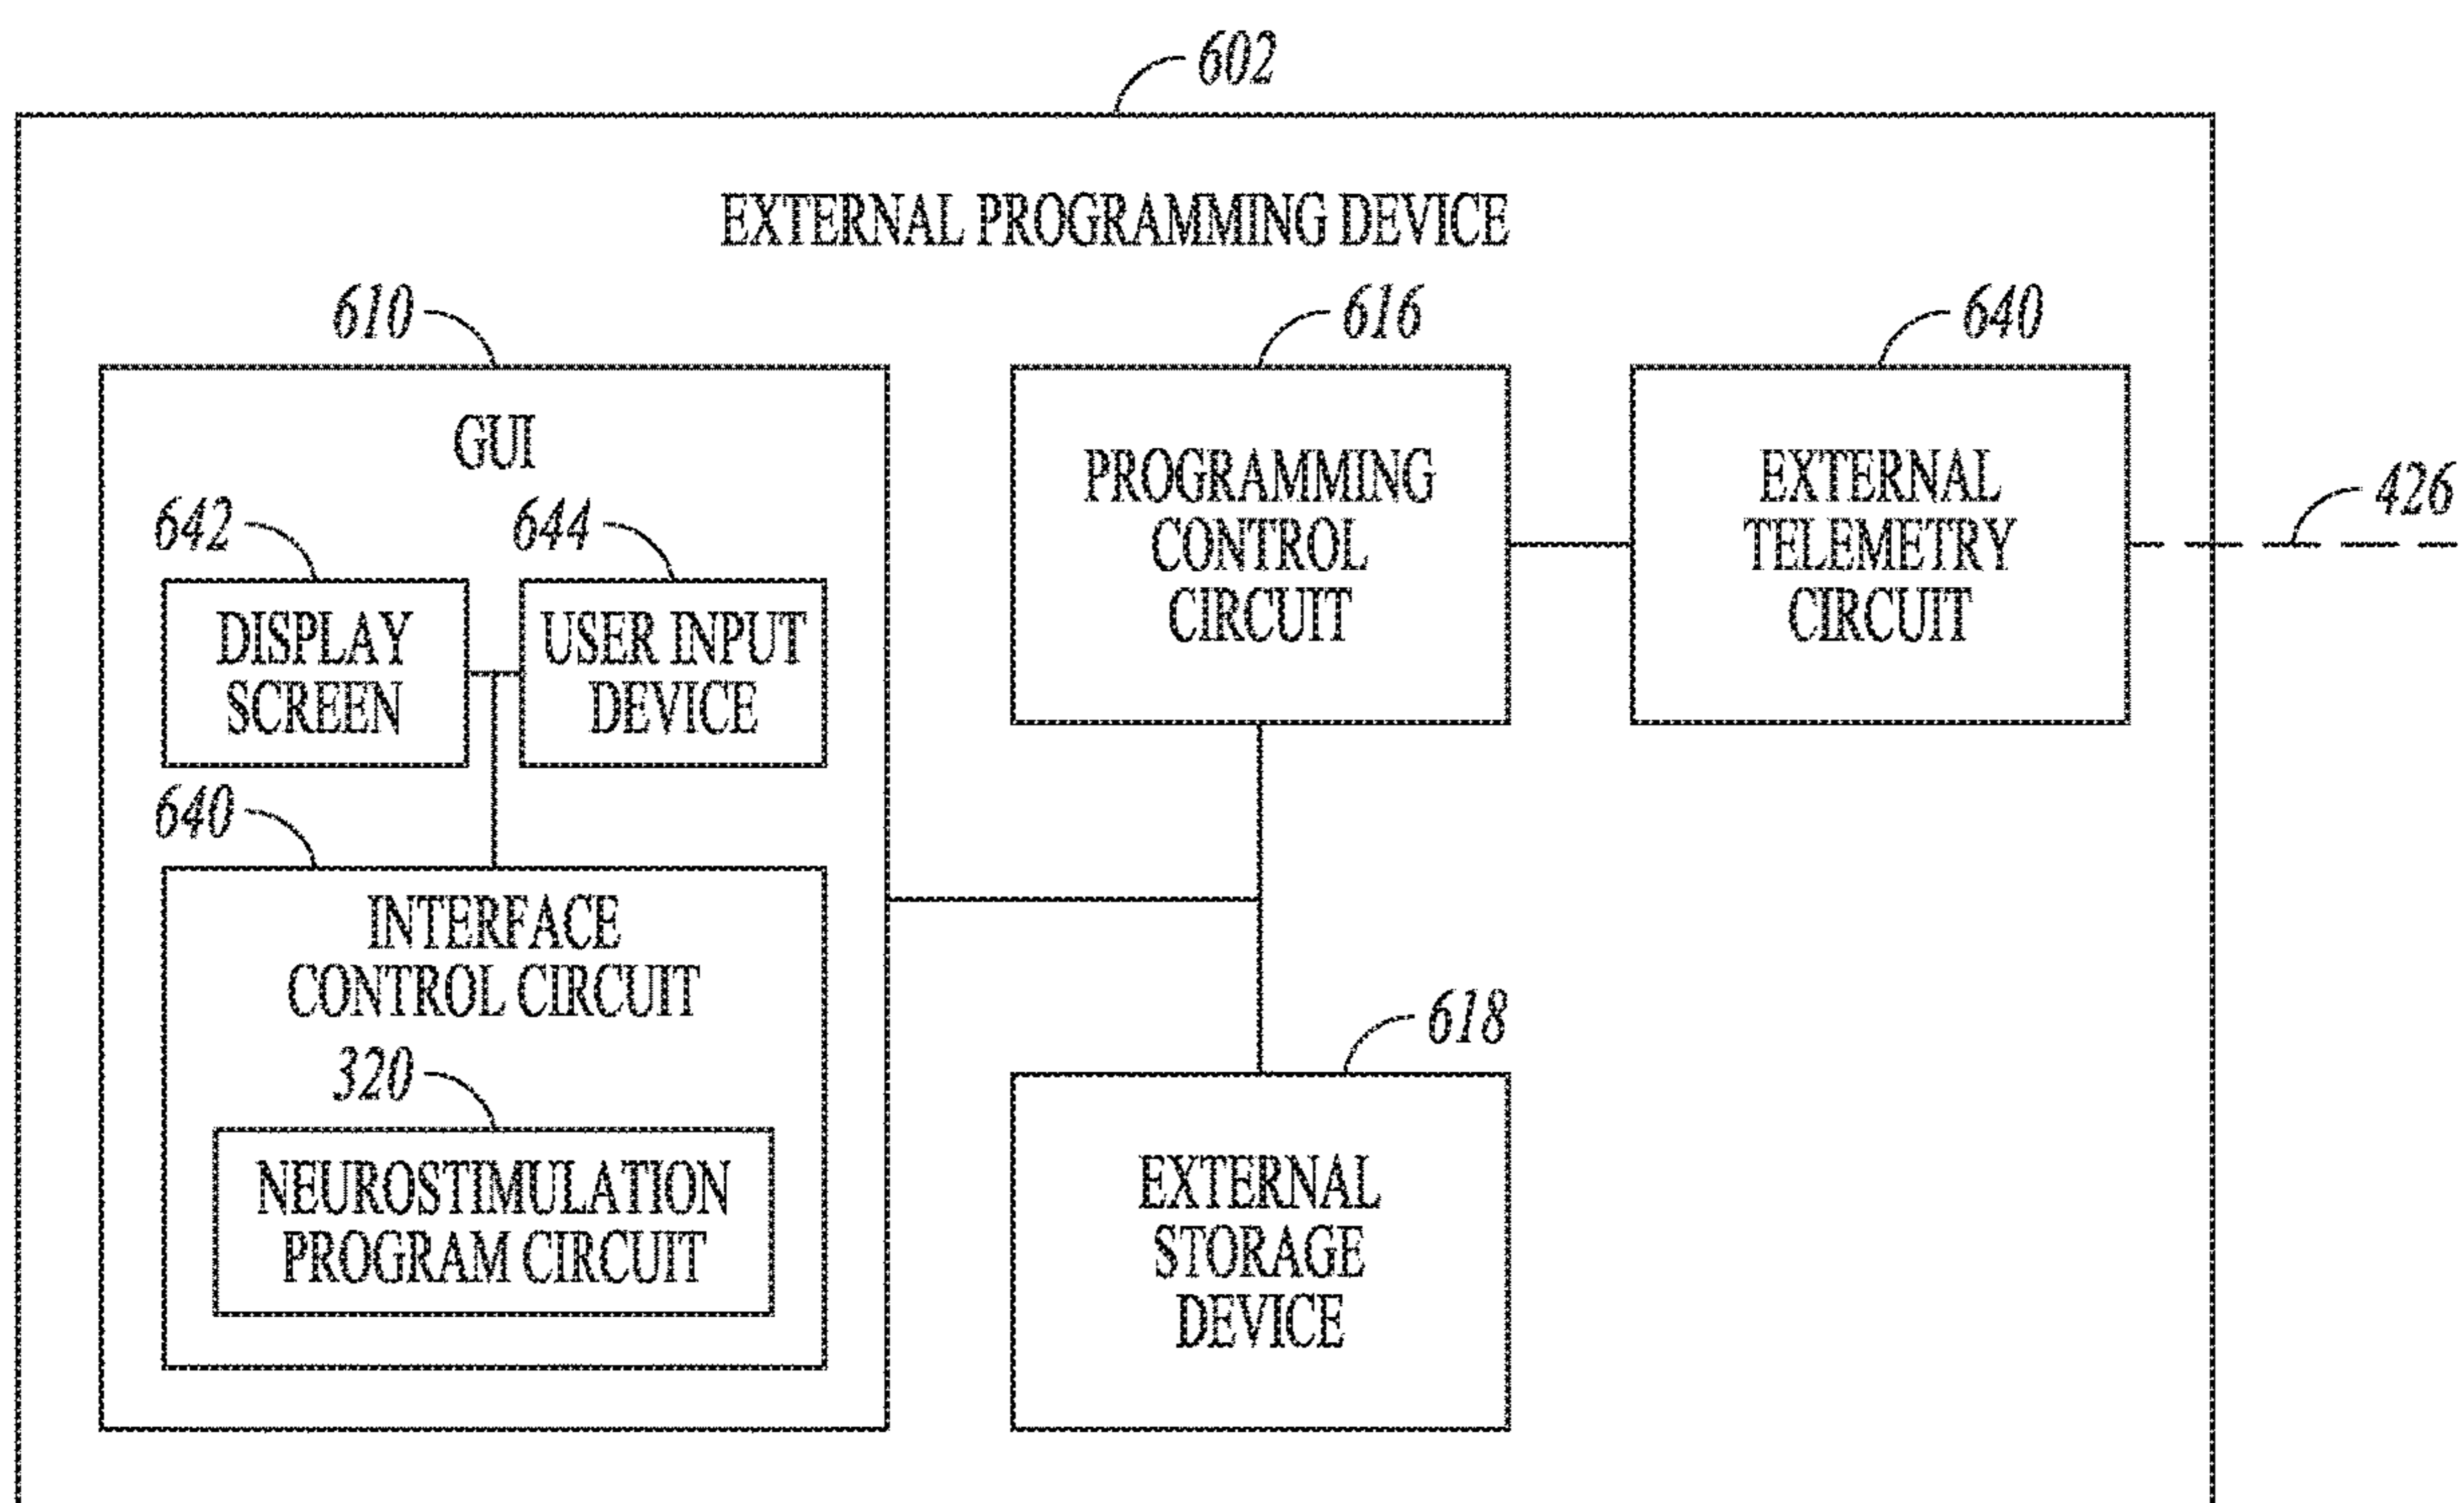 602
EXTERNAL PROGRAMMING DEVICE
610
616
640
GUI
PROGRAMMING
CONTROL
CIRCUIT
EXTERNAL
TELEMETRY
CIRCUIT
426
642
644
DISPLAY
SCREEN
USER INPUT
DEVICE
640
INTERFACE
CONTROL CIRCUIT
320
NEUROSTIMULATION
PROGRAM CIRCUIT
618
EXTERNAL
STORAGE
DEVICE